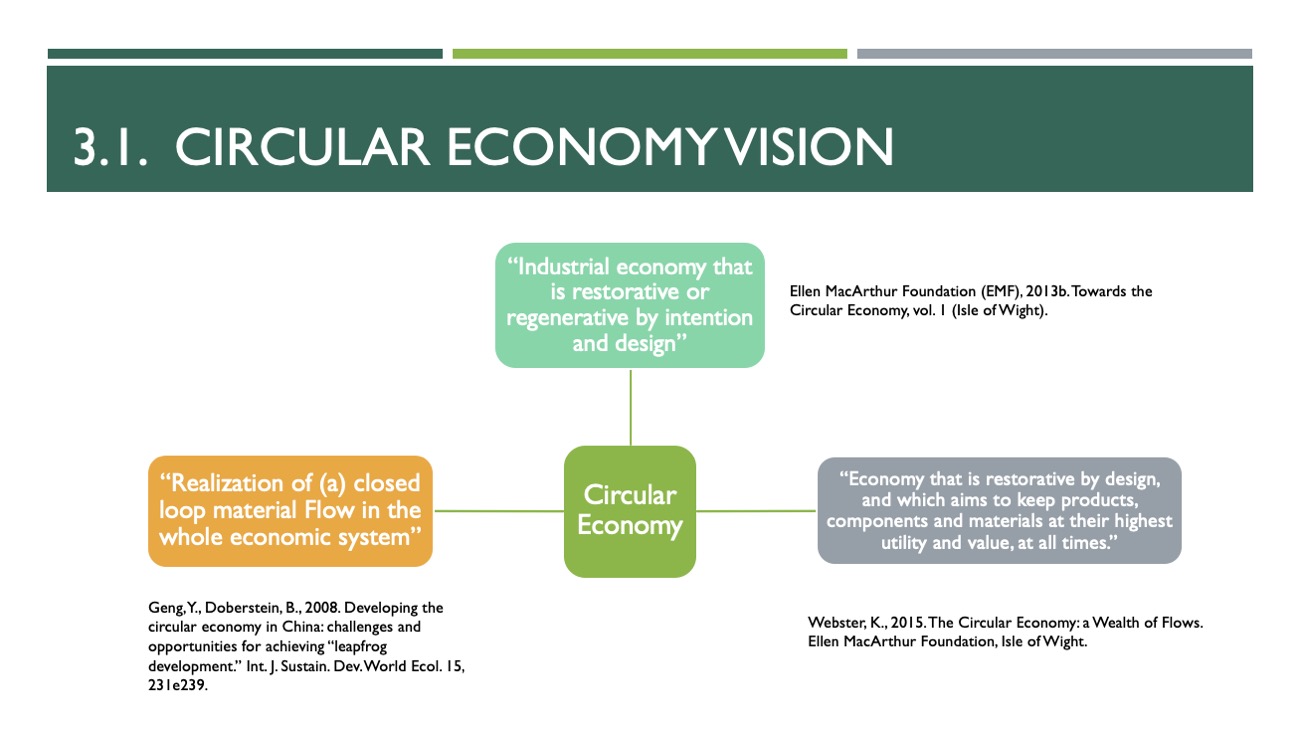 3.1. CIRCULAR ECONOMY VISION
“Industrial economy that
is restorative or
regenerative by intention
and design”
Ellen MacArthur Foundation (EMF), 2013b. Towards the
Circular Economy, vol. 1 (Isle of Wight).
“Realization of (a) closed
loop material Flow in the
whole economic system”
Circular
Economy
“Economy that is restorative by design,
and which aims to keep products,
components and materials at their highest
utility and value, at all times.”
Geng, Y., Doberstein, B., 2008. Developing the
circular economy in China: challenges and
opportunities for achieving “leapfrog
development.” Int. J. Sustain. Dev. World Ecol. 15,
231e239.
Webster, K., 2015. The Circular Economy: a Wealth of Flows.
Ellen MacArthur Foundation, Isle of Wight.